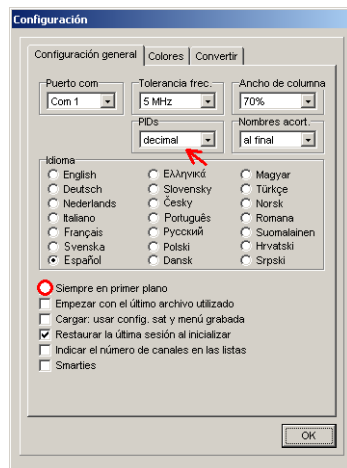 Configuración
Configuración general Colores Convertir
Puerto com Tolerancia frec. Ancho de columna
Com 1 5 MHz 70%
PIDs Nombres acort.
decimal al final
Idioma
English Ελληνικά Magyar
Deutsch Slovensky Türkçe
Nederlands Česky Norsk
Italiano Português Romana
Français Русский Suomalainen
Svenska Polski Hrvatski
Español Dansk Srpski
Siempre en primer plano
Empezar con el último archivo utilizado
Cargar: usar config. sat y menú grabada
Restaurar la última sesión al inicializar
Indicar el número de canales en las listas
Smarties
OK